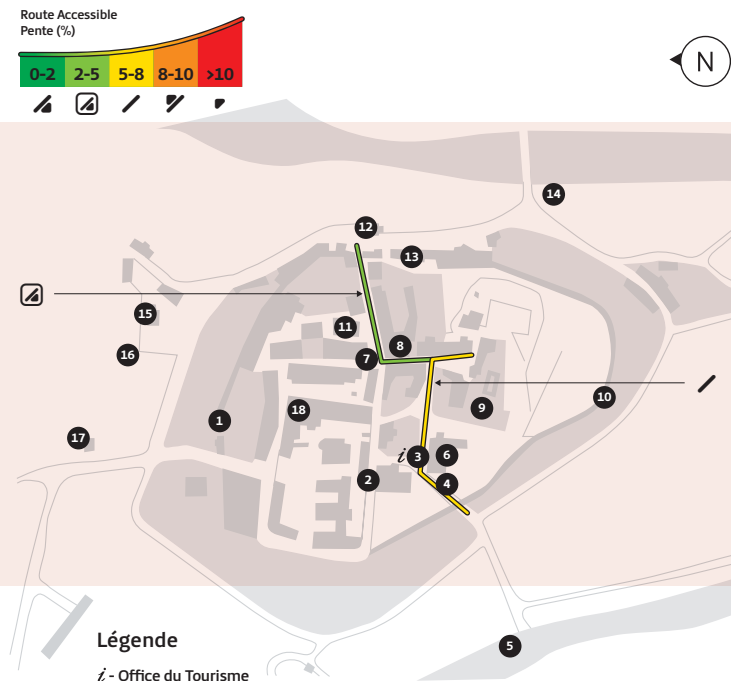 Route Accessible
Pente (%)
0-2 2-5 5-8 8-10 >10
N
14
12
13
15
11
8
16
7
10
18
9
1
17
i 3 6
2 4
5
Légende
i - Office du Tourisme